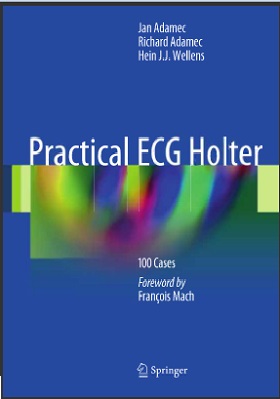 Jan Adamec
Richard Adamec
Hein J.J. Wellens
Practical ECG Holter
100 Cases
Foreword by
François Mach
Springer